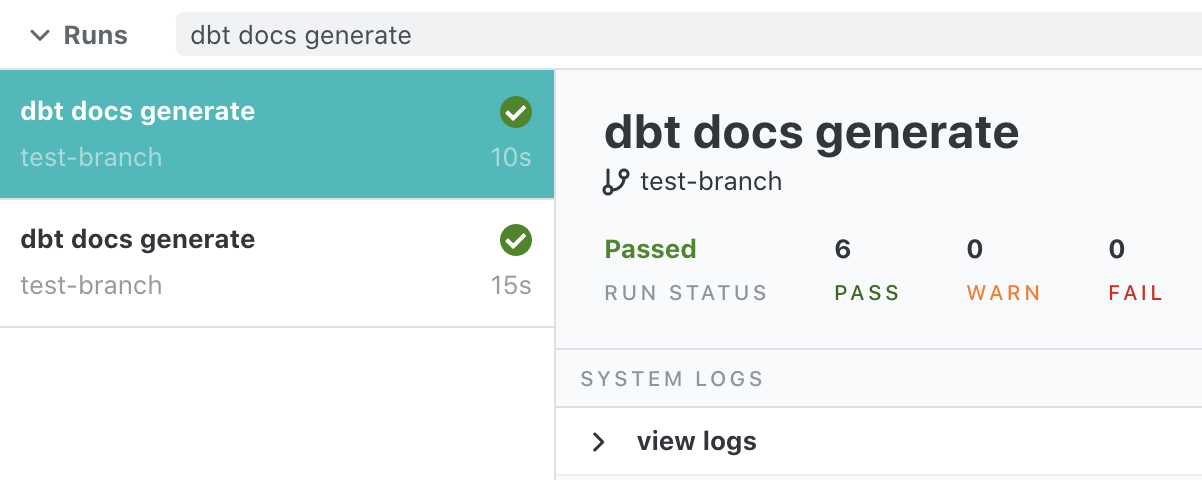 Runs
dbt docs generate
dbt docs generate
test-branch 10s
dbt docs generate
test-branch 15s
dbt docs generate
test-branch
Passed 6 0 0
RUN STATUS PASS WARN FAIL
SYSTEM LOGS
view logs